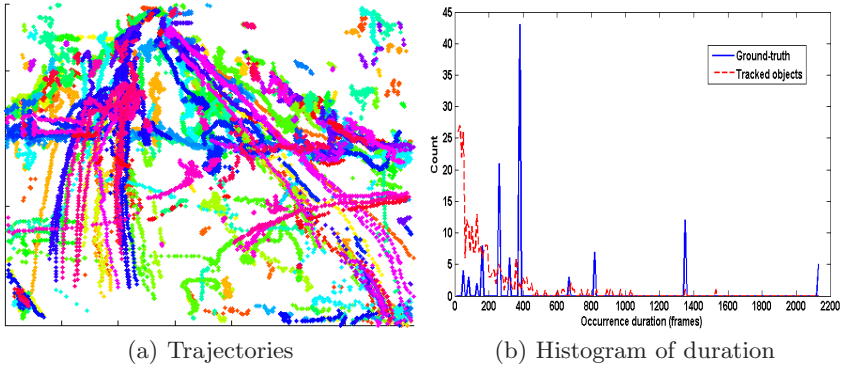 45
40
35
30
25
20
15
10
5
0
Count
Ground-truth
Tracked objects
0 200 400 600 800 1000 1200 1400 1600 1800 2000 2200
Occurrence duration (frames)
(a) Trajectories
(b) Histogram of duration